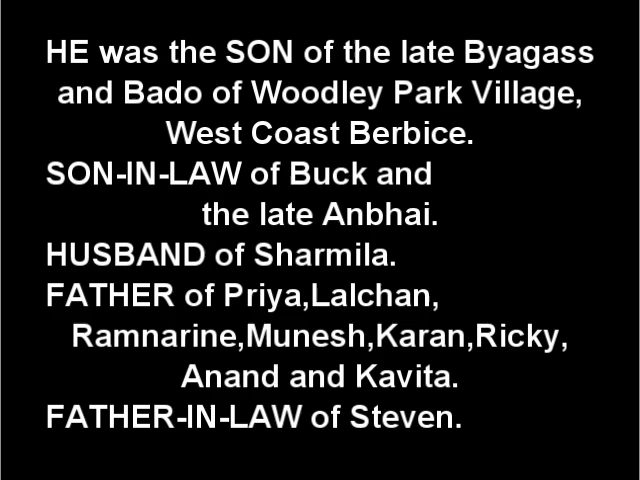 HE was the SON of the late Byagass
and Bado of Woodley Park Village,
West Coast Berbice.
SON-IN-LAW of Buck and
the late Anbhai.
HUSBAND of Sharmila.
FATHER of Priya,Lalchan,
Ramnarine,Munesh,Karan,Ricky,
Anand and Kavita.
FATHER-IN-LAW of Steven.